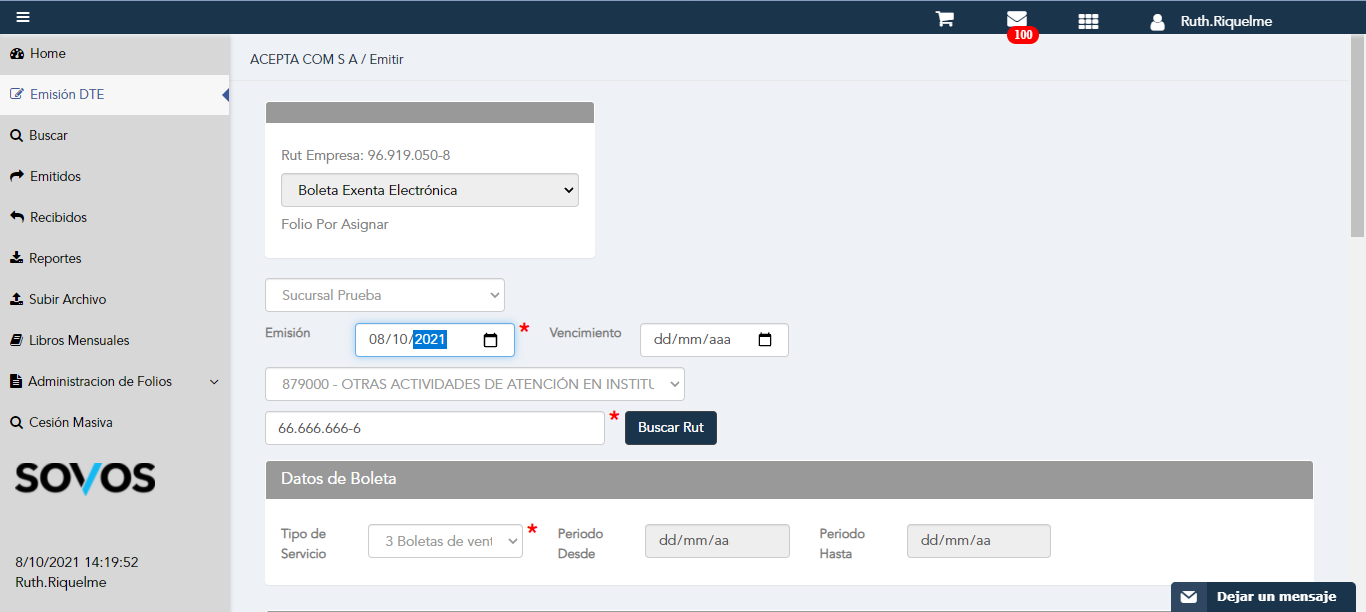 Ruth.Riquelme
100
Home
Emisión DTE
Buscar
Emitidos
Recibidos
Reportes
Subir Archivo
Libros Mensuales
Administracion de Folios
Cesión Masiva
SOVOS
8/10/2021 14:19:52
Ruth.Riquelme
ACEPTA COM S A / Emitir
Rut Empresa: 96.919.050-8
Boleta Exenta Electrónica
Folio Por Asignar
Sucursal Prueba
Emisión 08/10/2021 * Vencimiento dd/mm/aaa
879000 - OTRAS ACTIVIDADES DE ATENCIÓN EN INSTITU
66.666.666-6 * Buscar Rut
Datos de Boleta
Tipo de Servicio 3 Boletas de vent * Periodo Desde dd/mm/aa Periodo Hasta dd/mm/aa
Dejar un mensaje